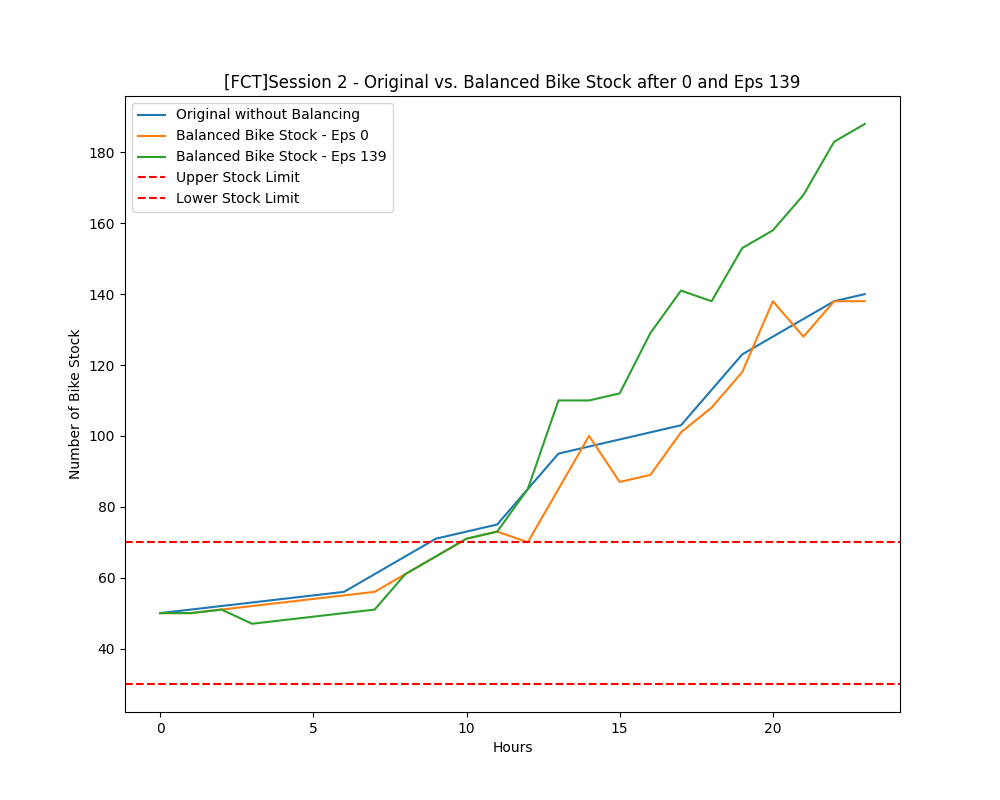 [FCT]Session 2 - Original vs. Balanced Bike Stock after 0 and Eps 139
Original without Balancing
Balanced Bike Stock - Eps 0
Balanced Bike Stock - Eps 139
Upper Stock Limit
Lower Stock Limit
Number of Bike Stock
180
160
140
120
100
80
60
40
0 5 10 15 20
Hours